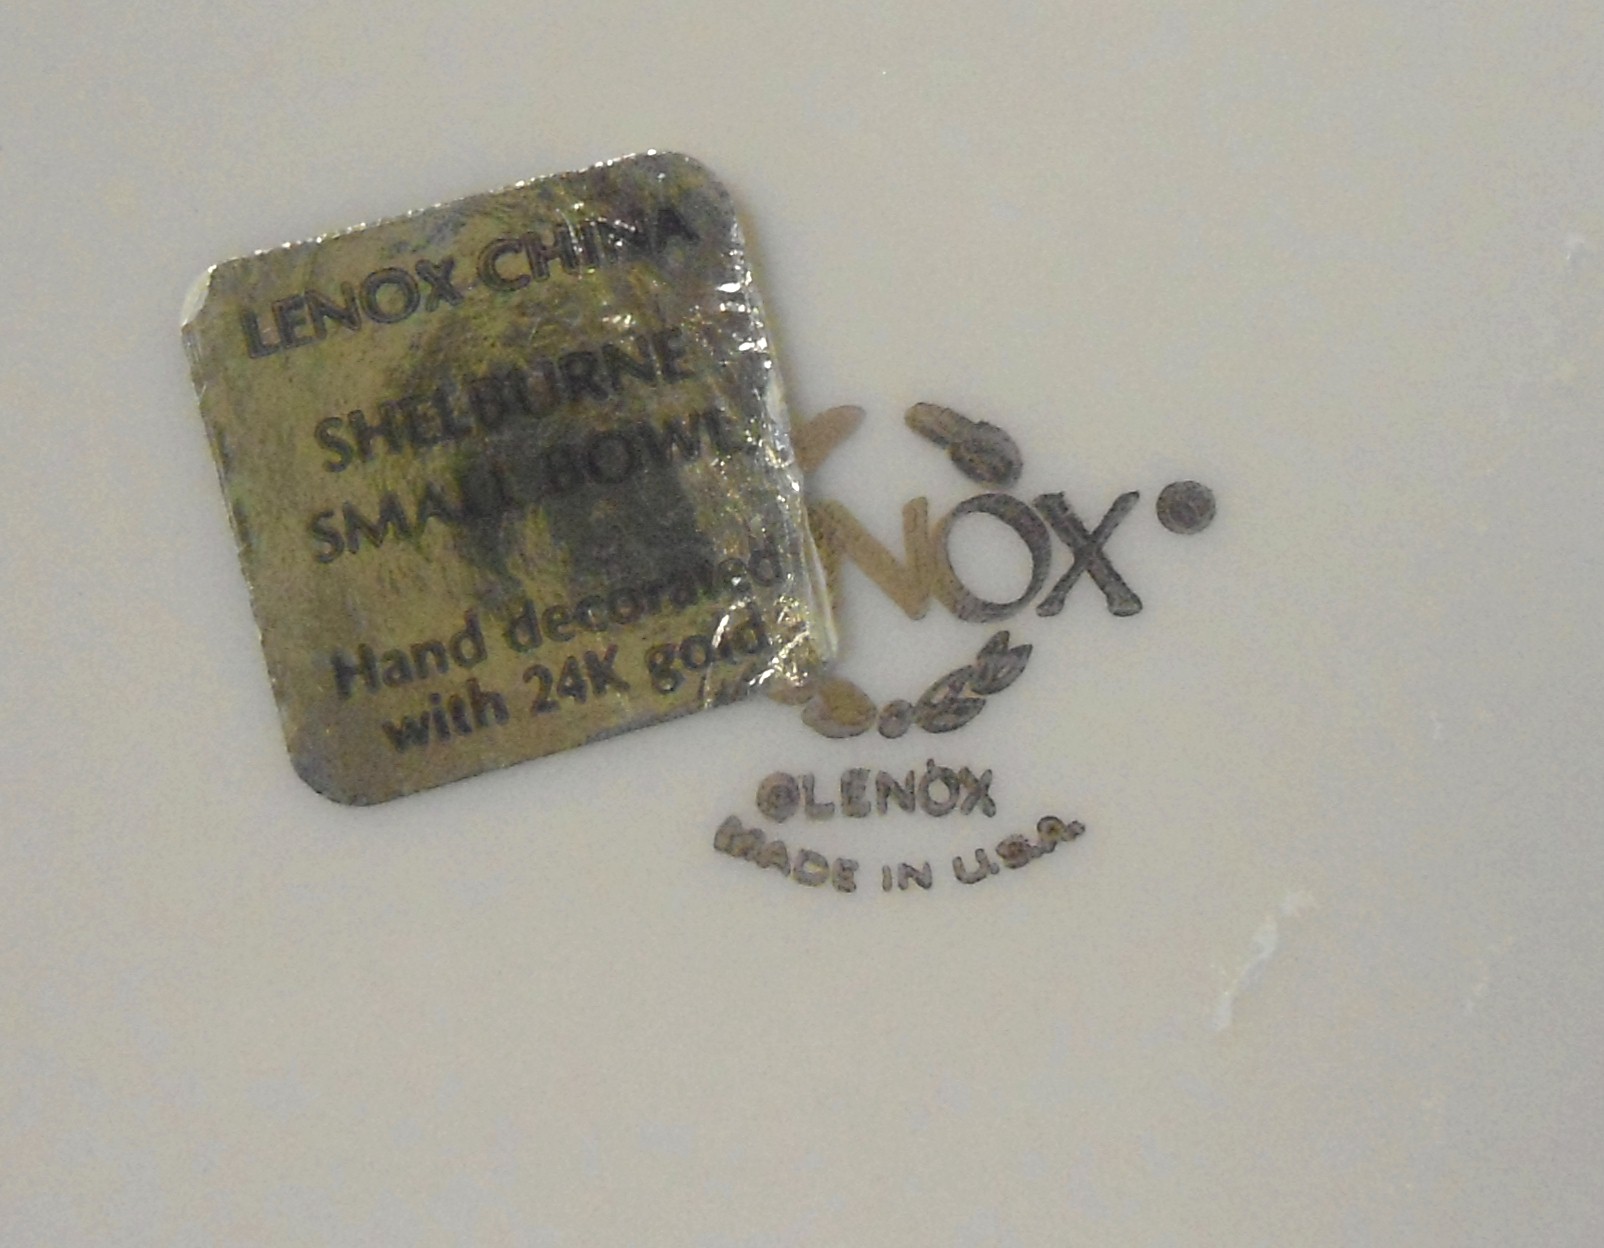 LENOX CHINA
SHELBURNE
SMALL BOWL
Hand decorated
with 24K gold
NOX
©LENOX
MADE IN U.S.A.